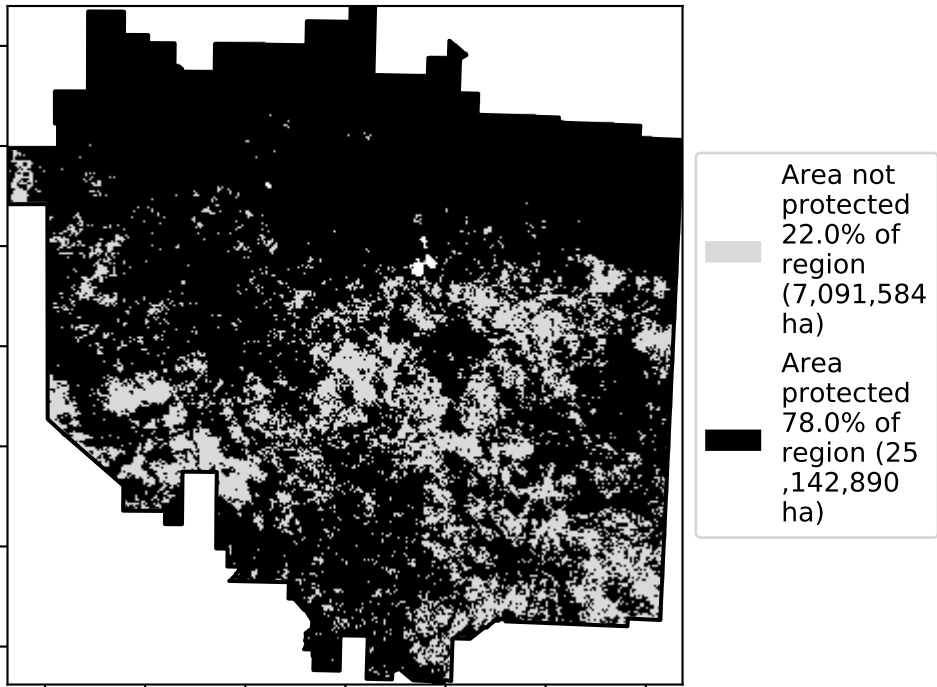 Area not
protected
22.0% of
region
(7,091,584
ha)
Area
protected
78.0% of
region (25
,142,890
ha)